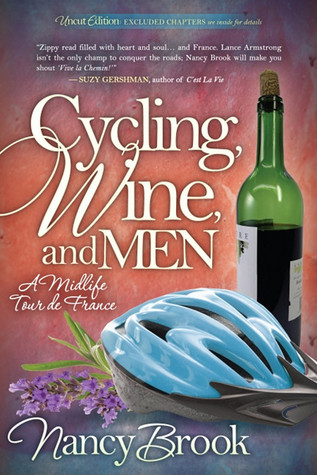 Uncut Edition: EXCLUDED CHAPTERS see inside for details
"Zippy read filled with heart and soul... and France. Lance Armstrong
isn't the only champ to conquer the roads; Nancy Brook will make you
shout 'Vive la Chemin!'"
— SUZY GERSHMAN, author of C'est La Vie
Cycling,
Wine,
and MEN
A Midlife
Tour de France
Nancy Brook